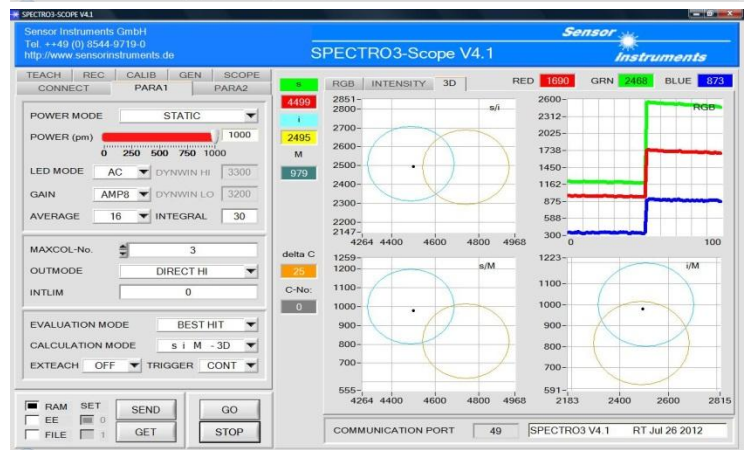 SPECTRO3-SCOPE V4.1
Sensor Instruments GmbH
Tel. ++49 (0) 8544-9719-0
http://www.sensorinstruments.de
SPECTRO3-Scope V4.1
Sensor
Instruments
TEACH REC CALIB GEN SCOPE
CONNECT PARA1 PARA2
POWER MODE STATIC
POWER (pm) 1000
0 250 500 750 1000
LED MODE AC DYNWIN HI 3300
GAIN AMP8 DYNWIN LO 3200
AVERAGE 16 INTEGRAL 30
MAXCOL-No. 3
OUTMODE DIRECT HI
INTLIM 0
EVALUATION MODE BEST HIT
CALCULATION MODE s i M - 3D
EXTEACH OFF TRIGGER CONT
RAM SET SEND GO
EE 0
FILE 1 GET STOP
s
4499
i
2495
M
979
delta C
25
C-No:
0
RGB INTENSITY 3D RED 1690 GRN 2468 BLUE 873
s/i
2851
2800
2700
2600
2500
2400
2300
2200
2147
4264 4400 4600 4800 4968
RGB
2600
2312
2025
1738
1450
1162
875
588
300
0 100
s/M
1259
1200
1100
1000
900
800
700
555
4264 4400 4600 4800 4968
i/M
1223
1100
1000
900
800
700
591
2183 2400 2600 2815
COMMUNICATION PORT 49 SPECTRO3 V4.1 RT Jul 26 2012